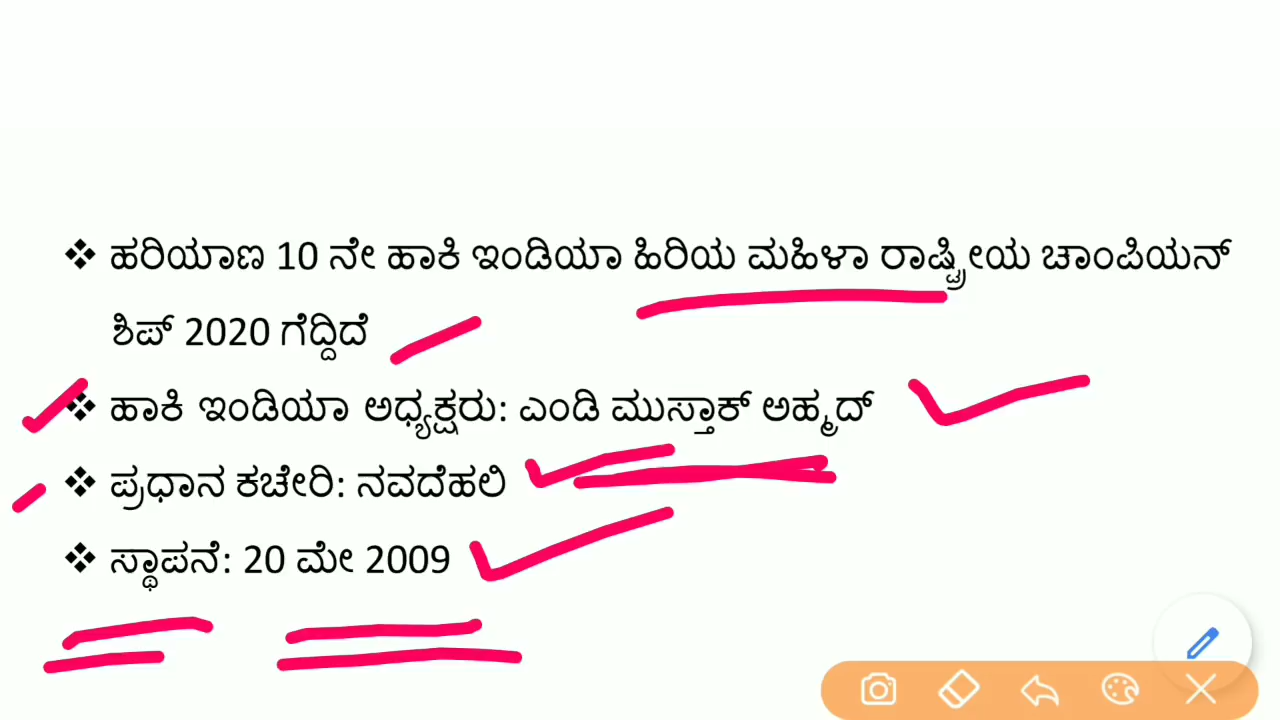 ❖ ಹರಿಯಾಣ 10 ನೇ ಹಾಕಿ ಇಂಡಿಯಾ ಹಿರಿಯ ಮಹಿಳಾ ರಾಷ್ಟ್ರೀಯ ಚಾಂಪಿಯನ್
ಶಿಪ್ 2020 ಗೆದ್ದಿದೆ
❖ ಹಾಕಿ ಇಂಡಿಯಾ ಅಧ್ಯಕ್ಷರು: ಎಂಡಿ ಮುಸ್ತಾಕ್ ಅಹ್ಮದ್
❖ ಪ್ರಧಾನ ಕಚೇರಿ: ನವದೆಹಲಿ
❖ ಸ್ಥಾಪನೆ: 20 ಮೇ 2009